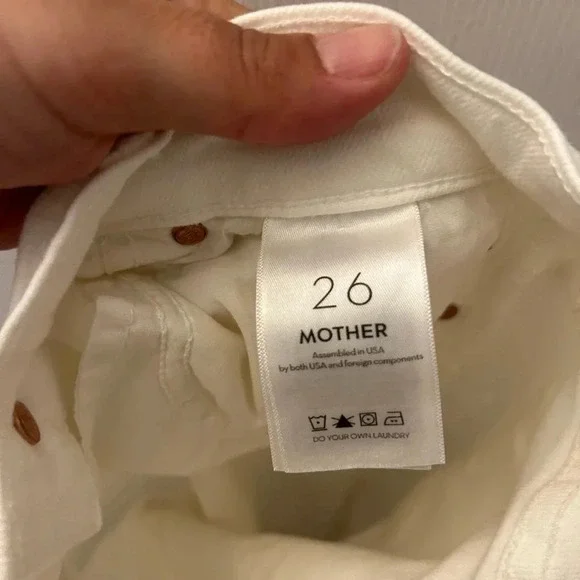 26
MOTHER
Assembled in USA
by both USA and foreign components
DO YOUR OWN LAUNDRY